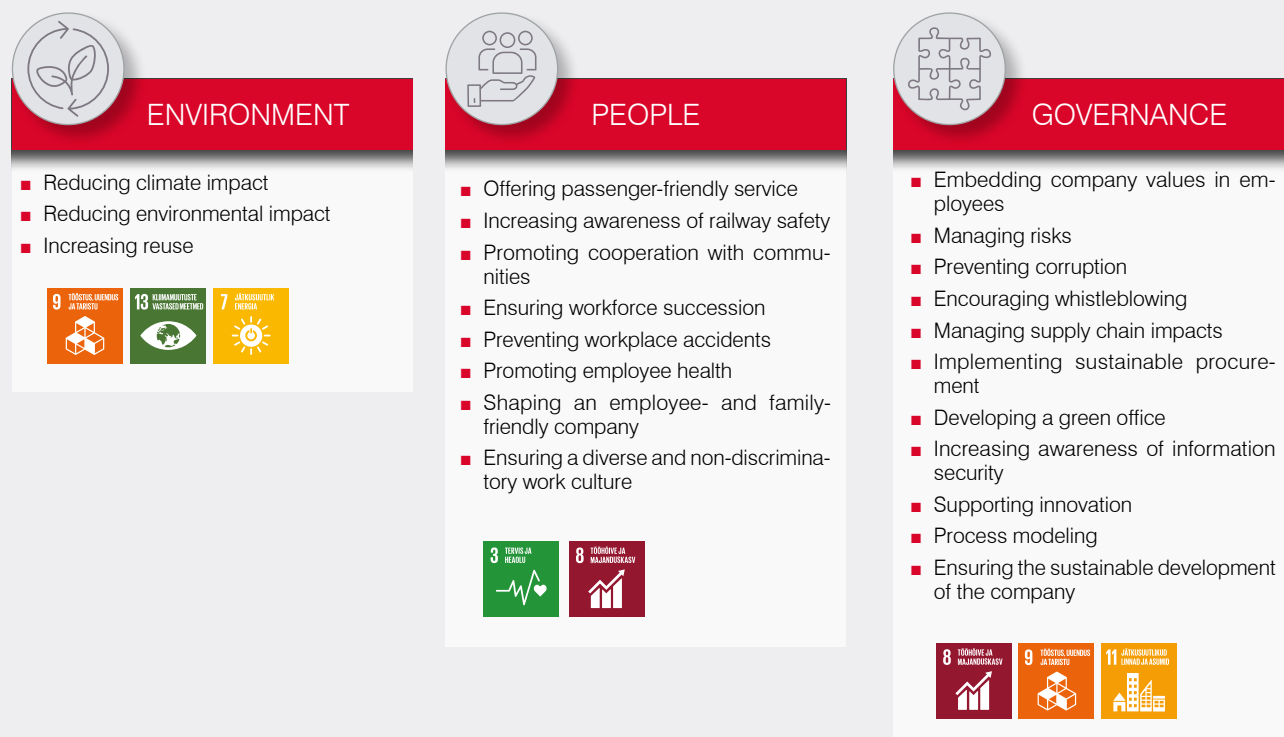 ENVIRONMENT
Reducing climate impact
Reducing environmental impact
Increasing reuse
9 TÖÖSTUS, UUENDUS
JA TARISTU
13 KLIIMAMUUTUSTE
VASTASED MEETMED
7 JÄTKUSUUTLIK
ENERGIA
PEOPLE
Offering passenger-friendly service
Increasing awareness of railway safety
Promoting cooperation with commu-
nities
Ensuring workforce succession
Preventing workplace accidents
Promoting employee health
Shaping an employee- and family-
friendly company
Ensuring a diverse and non-discrimina-
tory work culture
3 TERVIS JA
HEAOLU
8 TÖÖHÕIVE JA
MAJANDUSKASV
GOVERNANCE
Embedding company values in em-
ployees
Managing risks
Preventing corruption
Encouraging whistleblowing
Managing supply chain impacts
Implementing sustainable procure-
ment
Developing a green office
Increasing awareness of information
security
Supporting innovation
Process modeling
Ensuring the sustainable development
of the company
8 TÖÖHÕIVE JA
MAJANDUSKASV
9 TÖÖSTUS, UUENDUS
JA TARISTU
11 JÄTKUSUUTLIKUD
LINNAD JA ASUMID